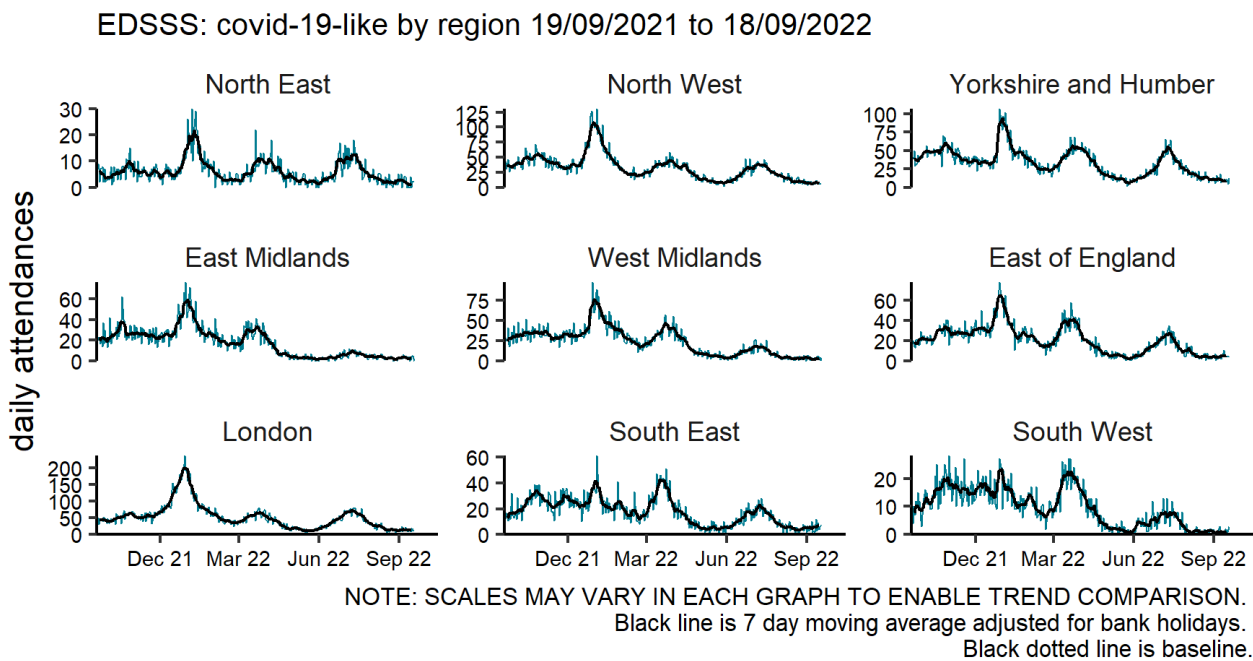 EDSSS: covid-19-like by region 19/09/2021 to 18/09/2022
North East
30
20
10
0
North West
125
100
75
50
25
0
Yorkshire and Humber
100
75
50
25
0
daily attendances
East Midlands
60
40
20
0
West Midlands
75
50
25
0
East of England
60
40
20
0
London
200
150
100
50
0
Dec 21 Mar 22 Jun 22 Sep 22
South East
60
40
20
0
Dec 21 Mar 22 Jun 22 Sep 22
South West
20
10
0
Dec 21 Mar 22 Jun 22 Sep 22
NOTE: SCALES MAY VARY IN EACH GRAPH TO ENABLE TREND COMPARISON.
Black line is 7 day moving average adjusted for bank holidays.
Black dotted line is baseline.